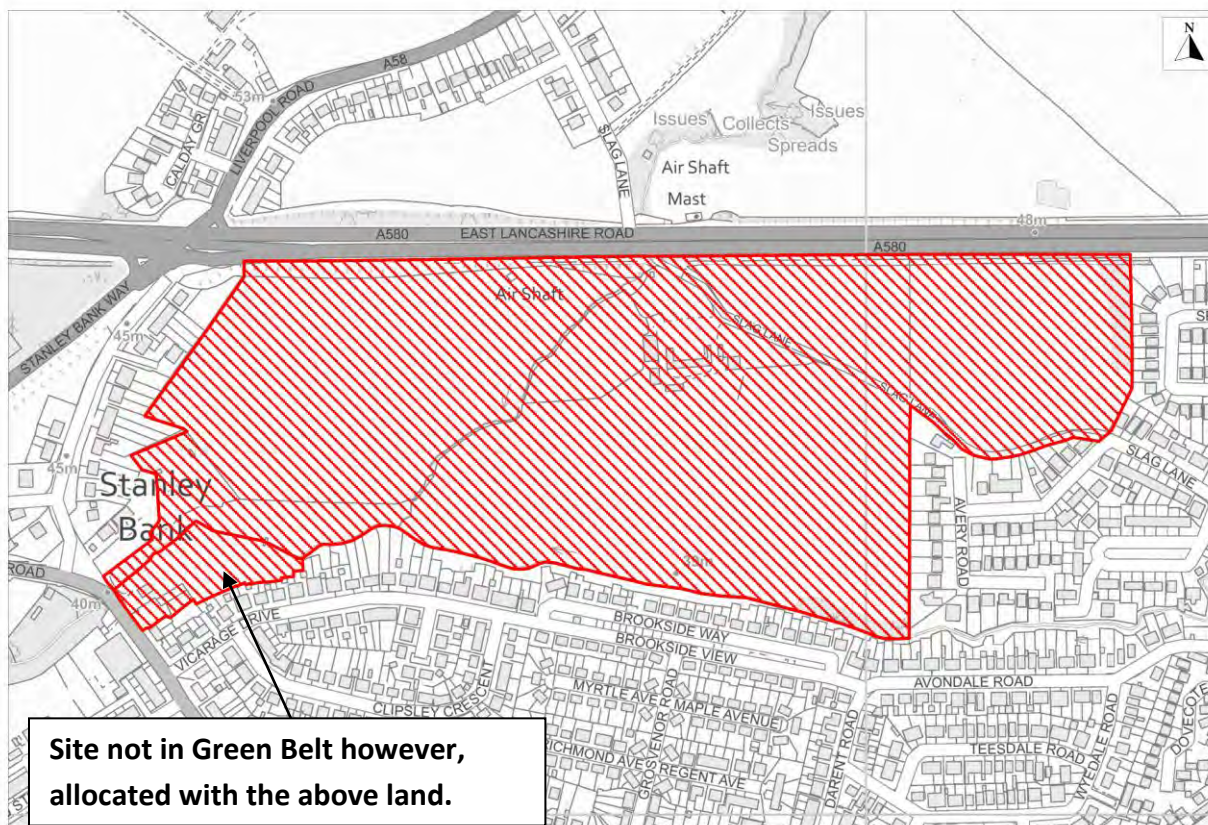 N
A58
53m
LIVERPOOL ROAD
CALDAY GR
SLAG LANE
Issues
Collects
Issues
Spreads
Air Shaft
Mast
48m
A580
EAST LANCASHIRE ROAD
A580
STANLEY BANK WAY
Air Shaft
45m
SLAG LANE
SLAG LANE
45m
Stanley
Bank
SLAG LANE
AVERY ROAD
ROAD
40m
39m
VICARAGE DRIVE
BROOKSIDE WAY
BROOKSIDE VIEW
AVONDALE ROAD
MYRTLE AVE
MAPLE AVENUE
CLIPSLEY CRESCENT
GROSVENOR ROAD
DARENT ROAD
TEESDALE ROAD
WYEDALE ROAD
DOVECOTE
RICHMOND AVE
REGENT AVE
Site not in Green Belt however,
allocated with the above land.